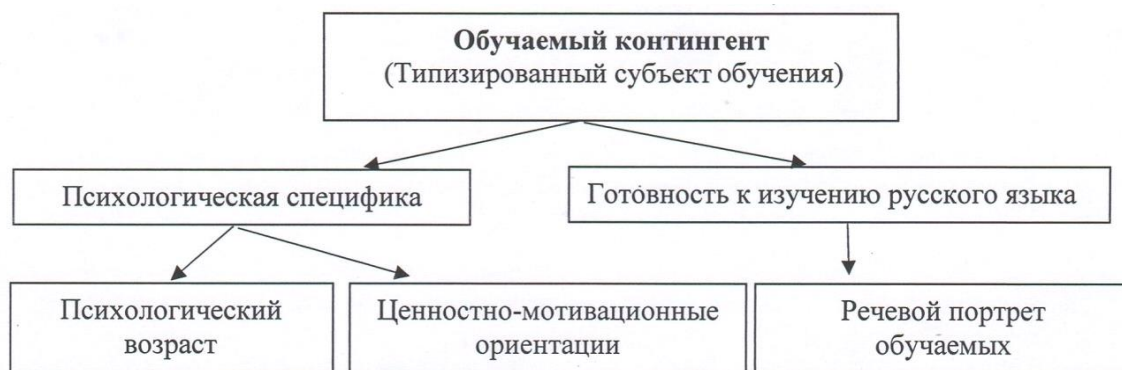 Обучаемый контингент
(Типизированный субъект обучения)
Психологическая специфика
Готовность к изучению русского языка
Психологический
возраст
Ценностно-мотивационные
ориентации
Речевой портрет
обучаемых